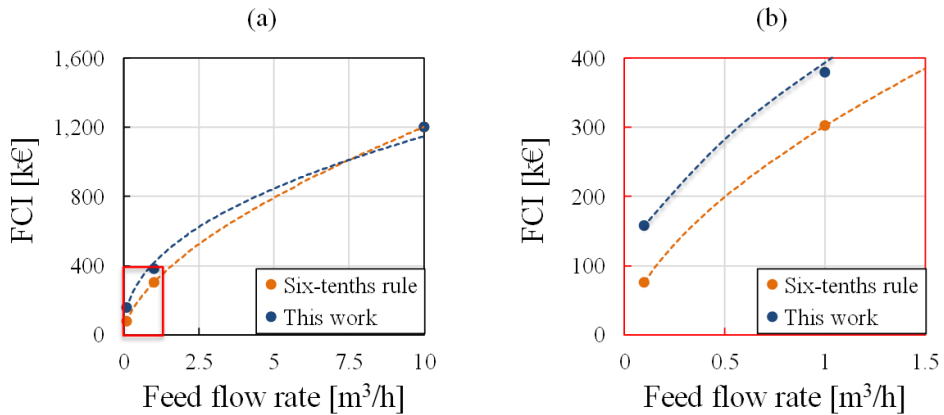 (a)
FCI [k€]
1,600
1,200
800
400
0
0 2.5 5 7.5 10
Feed flow rate [m³/h]
Six-tenths rule
This work
(b)
FCI [k€]
400
300
200
100
0
0 0.5 1 1.5
Feed flow rate [m³/h]
Six-tenths rule
This work